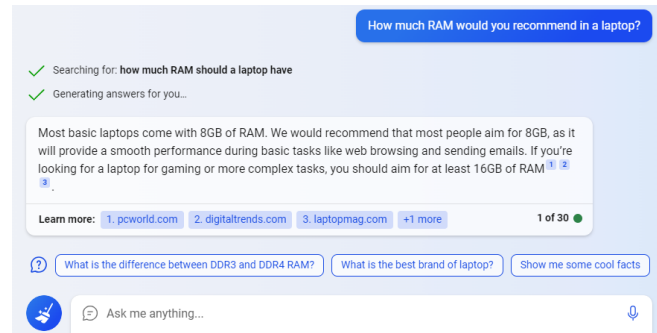 How much RAM would you recommend in a laptop?
Searching for: how much RAM should a laptop have
Generating answers for you…
Most basic laptops come with 8GB of RAM. We would recommend that most people aim for 8GB, as it
will provide a smooth performance during basic tasks like web browsing and sending emails. If you’re
looking for a laptop for gaming or more complex tasks, you should aim for at least 16GB of RAM 1 2
3 .
Learn more: 1. pcworld.com 2. digitaltrends.com 3. laptopmag.com +1 more 1 of 30
What is the difference between DDR3 and DDR4 RAM? What is the best brand of laptop? Show me some cool facts
Ask me anything...